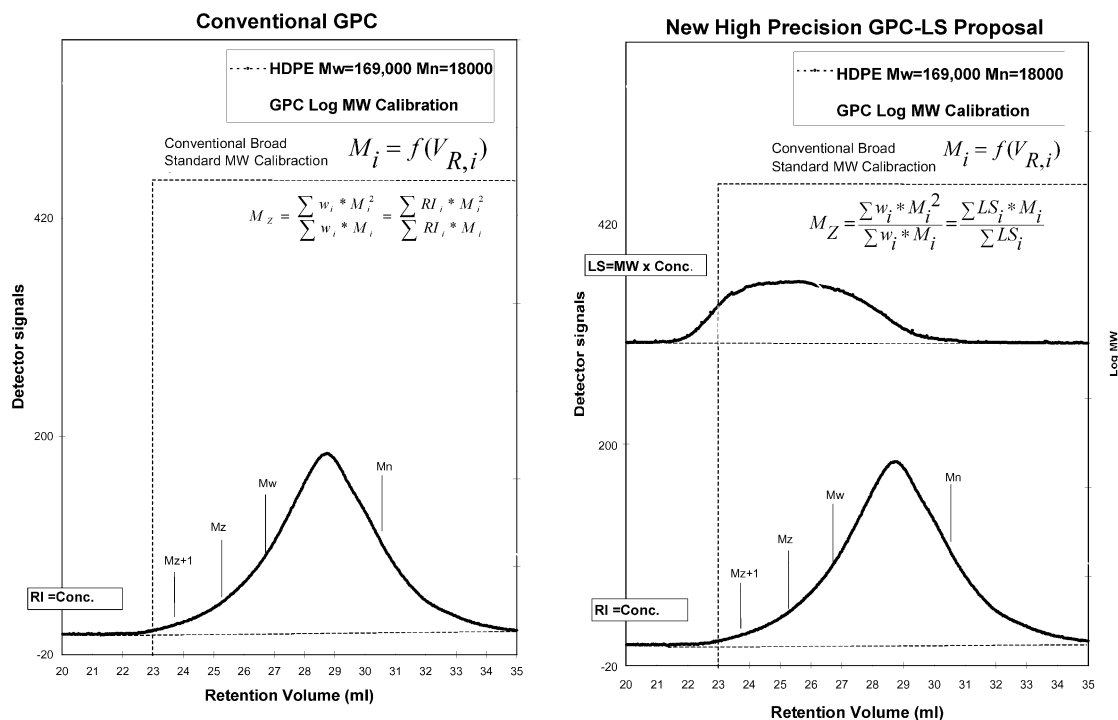 Conventional GPC
HDPE Mw=169,000 Mn=18000
GPC Log MW Calibration
Conventional Broad
Standard MW Calibraction
M_i = f(V_{R,i})
M_Z = ∑ w_i * M_i^2 / ∑ w_i * M_i = ∑ RI_i * M_i^2 / ∑ RI_i * M_i
420
200
-20
Detector signals
Mz+1
Mz
Mw
Mn
RI =Conc.
20 21 22 23 24 25 26 27 28 29 30 31 32 33 34 35
Retention Volume (ml)
New High Precision GPC-LS Proposal
HDPE Mw=169,000 Mn=18000
GPC Log MW Calibration
Conventional Broad
Standard MW Calibraction
M_i = f(V_{R,i})
M_Z = ∑ w_i * M_i^2 / ∑ w_i * M_i = ∑ LS_i * M_i / ∑ LS_i
420
LS=MW x Conc.
200
-20
Detector signals
Log MW
Mz+1
Mz
Mw
Mn
RI =Conc.
20 21 22 23 24 25 26 27 28 29 30 31 32 33 34 35
Retention Volume (ml)